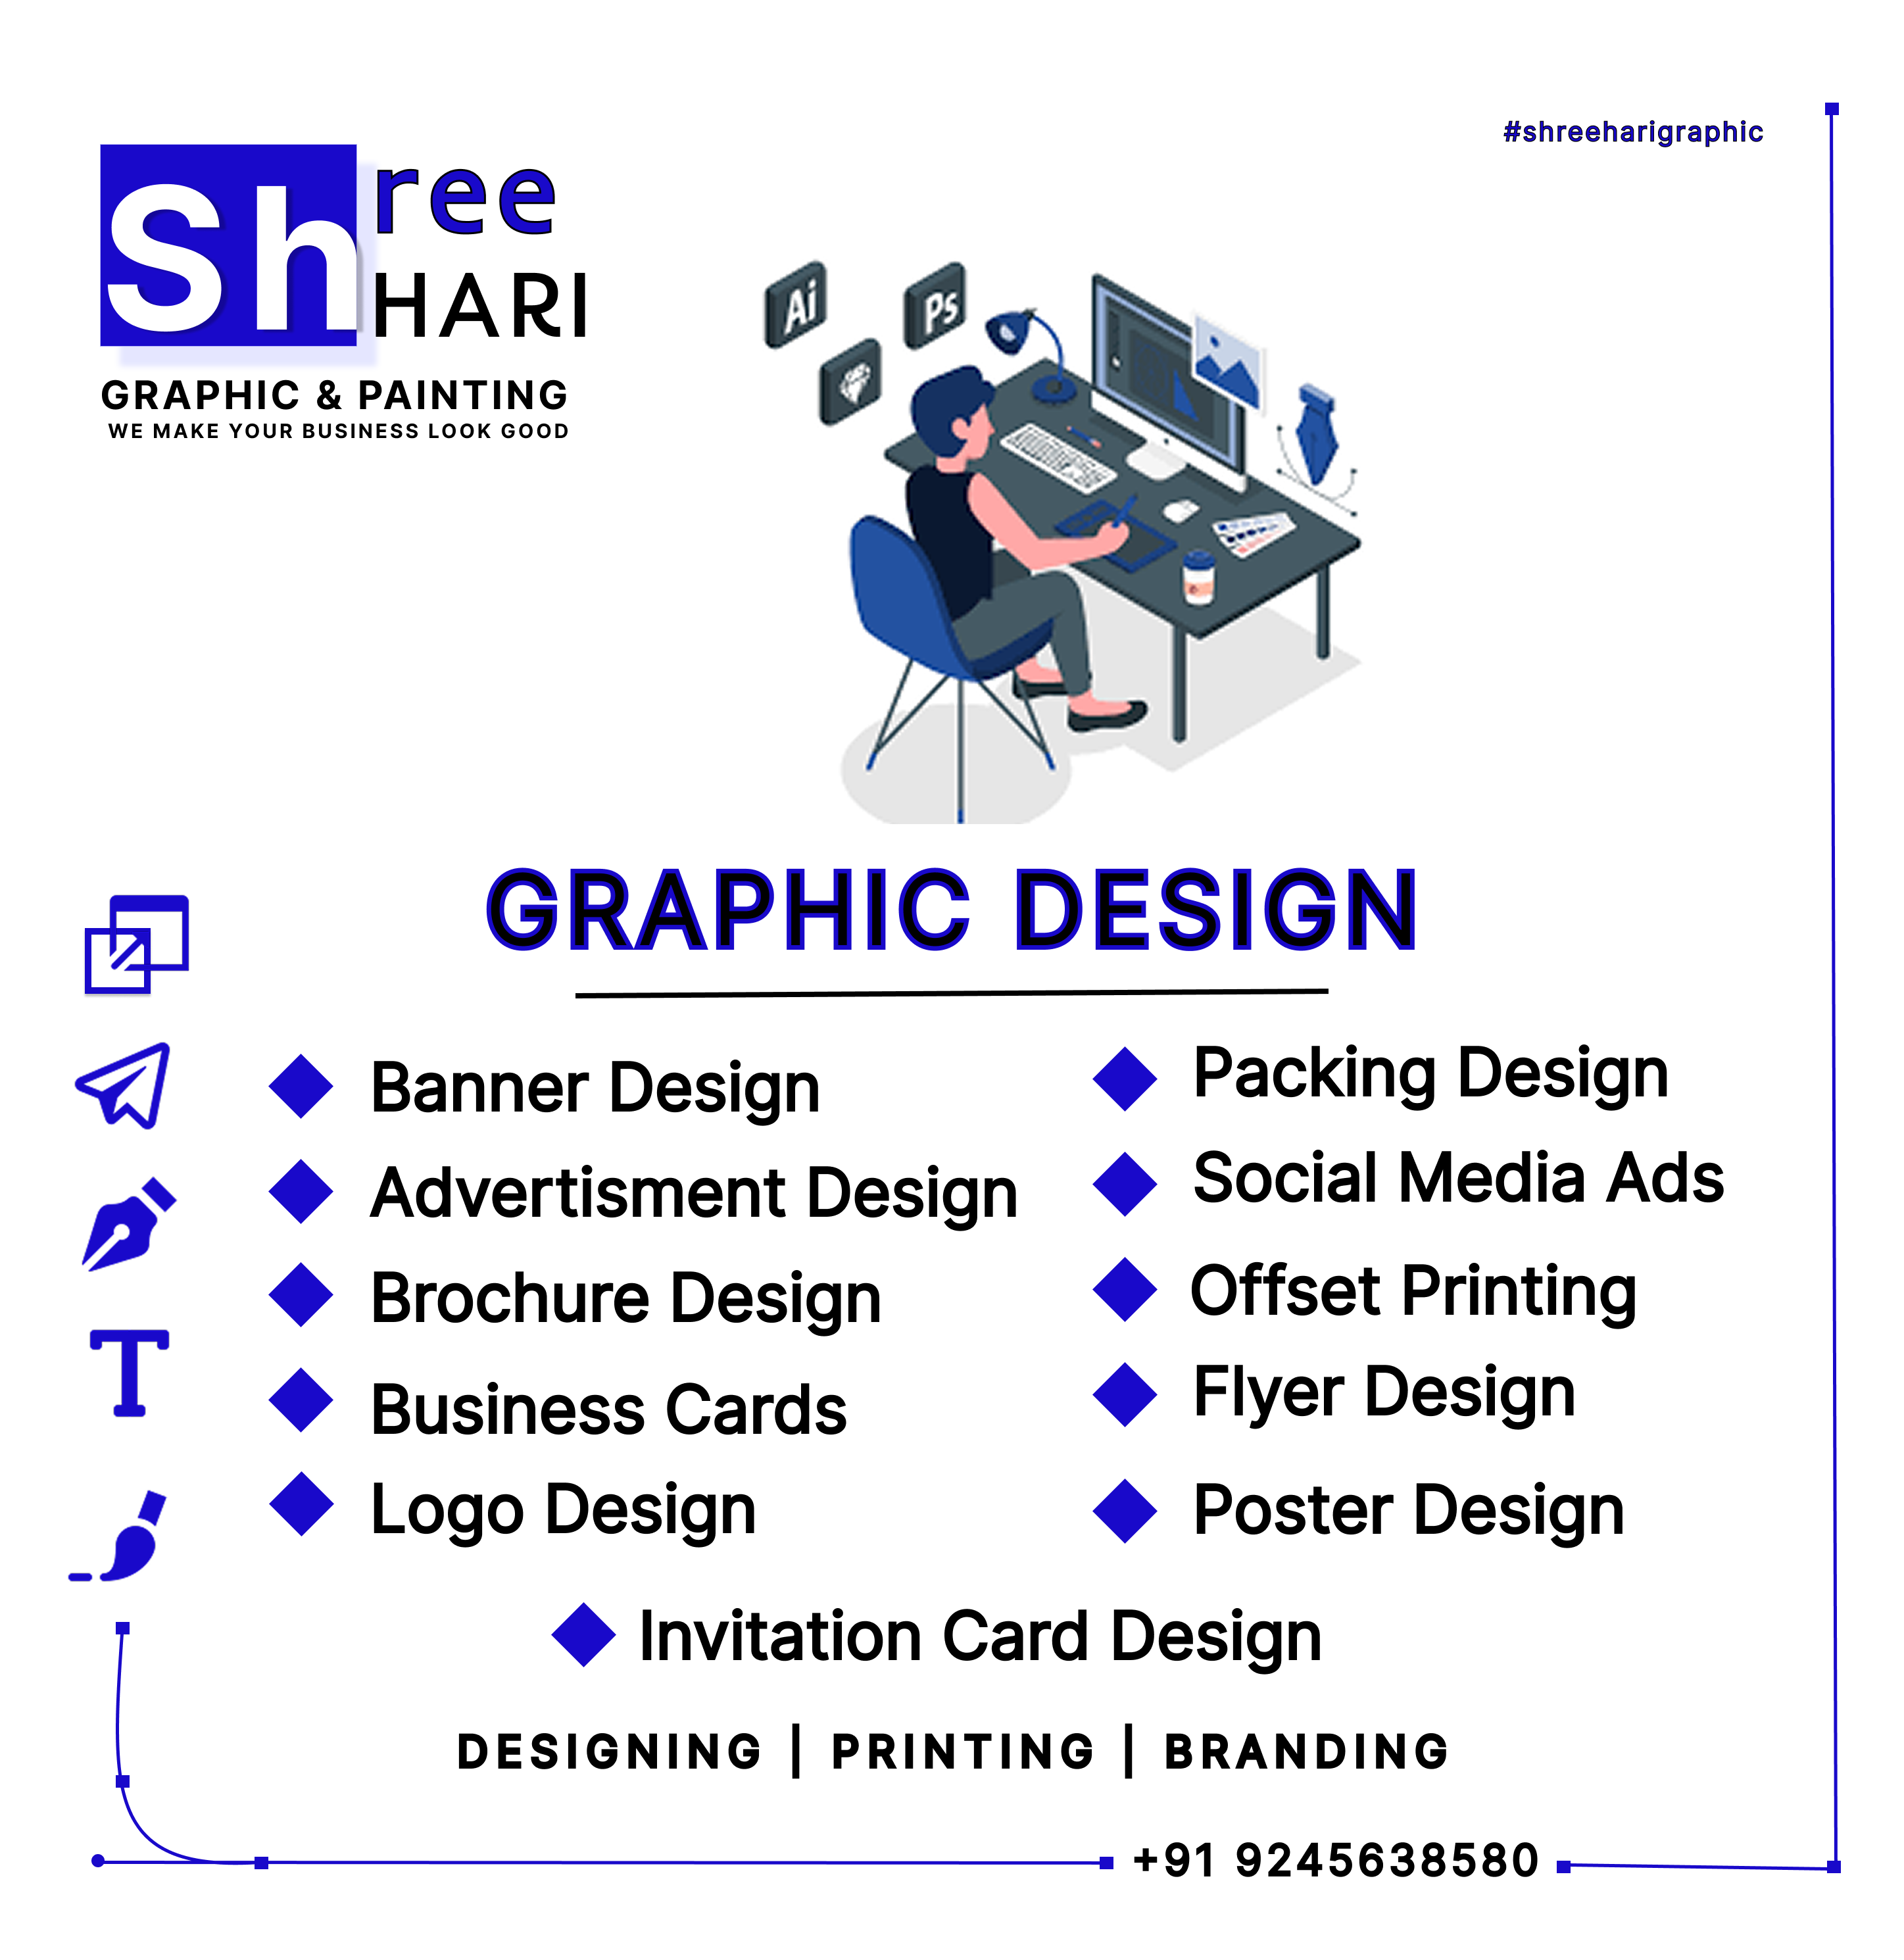 #shreeharigraphic
Shree
HARI
GRAPHIC & PAINTING
WE MAKE YOUR BUSINESS LOOK GOOD
Ai
Ps
GRAPHIC DESIGN
Banner Design
Packing Design
Advertisment Design
Social Media Ads
Brochure Design
Offset Printing
Business Cards
Flyer Design
Logo Design
Poster Design
Invitation Card Design
DESIGNING | PRINTING | BRANDING
+91 9245638580